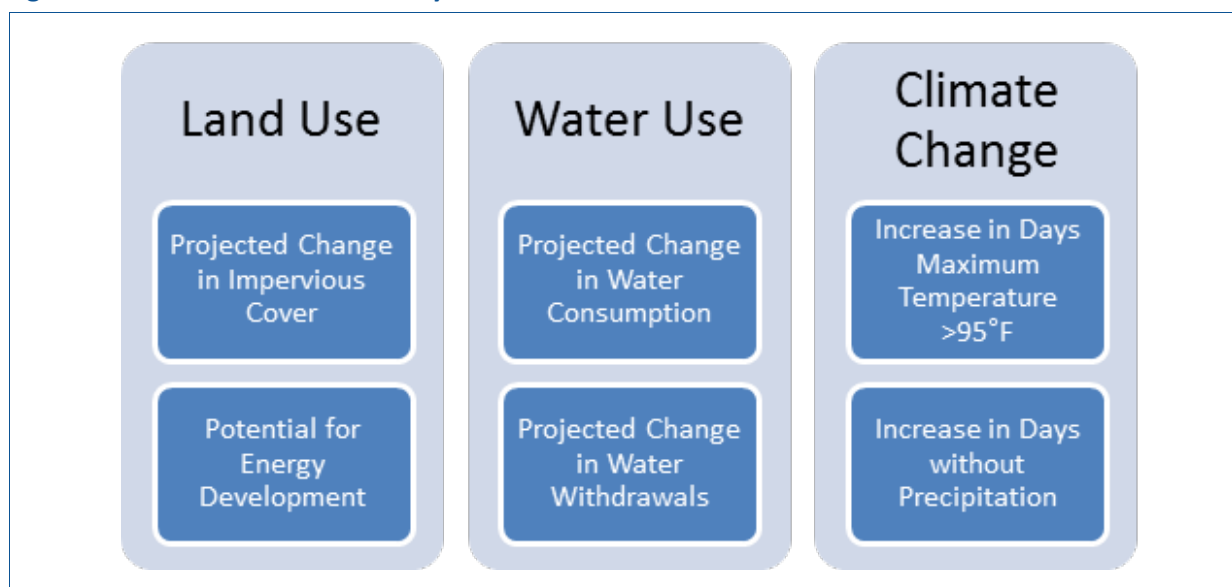 Land Use
Projected Change
in Impervious
Cover
Potential for
Energy
Development
Water Use
Projected Change
in Water
Consumption
Projected Change
in Water
Withdrawals
Climate
Change
Increase in Days
Maximum
Temperature
>95°F
Increase in Days
without
Precipitation